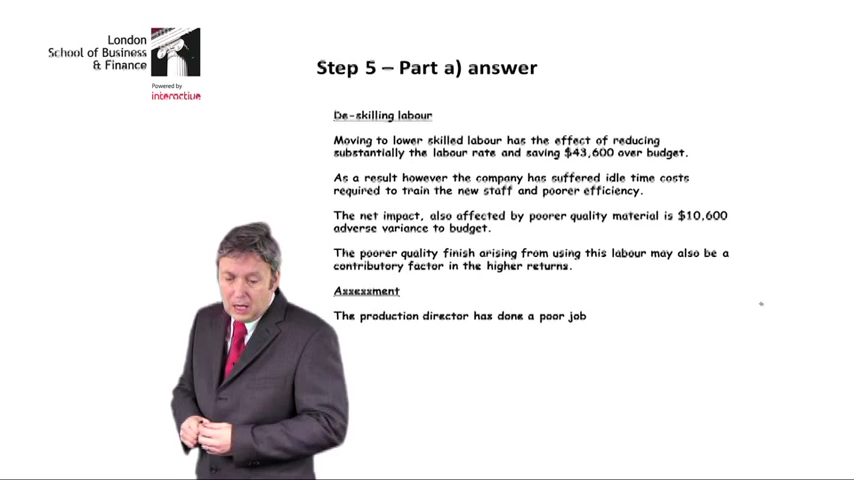 London
School of Business
& Finance
Powered by
interactive
Step 5 – Part a) answer
De-skilling labour
Moving to lower skilled labour has the effect of reducing
substantially the labour rate and saving $43,600 over budget.
As a result however the company has suffered idle time costs
required to train the new staff and poorer efficiency.
The net impact, also affected by poorer quality material is $10,600
adverse variance to budget.
The poorer quality finish arising from using this labour may also be a
contributory factor in the higher returns.
Assessment
The production director has done a poor job